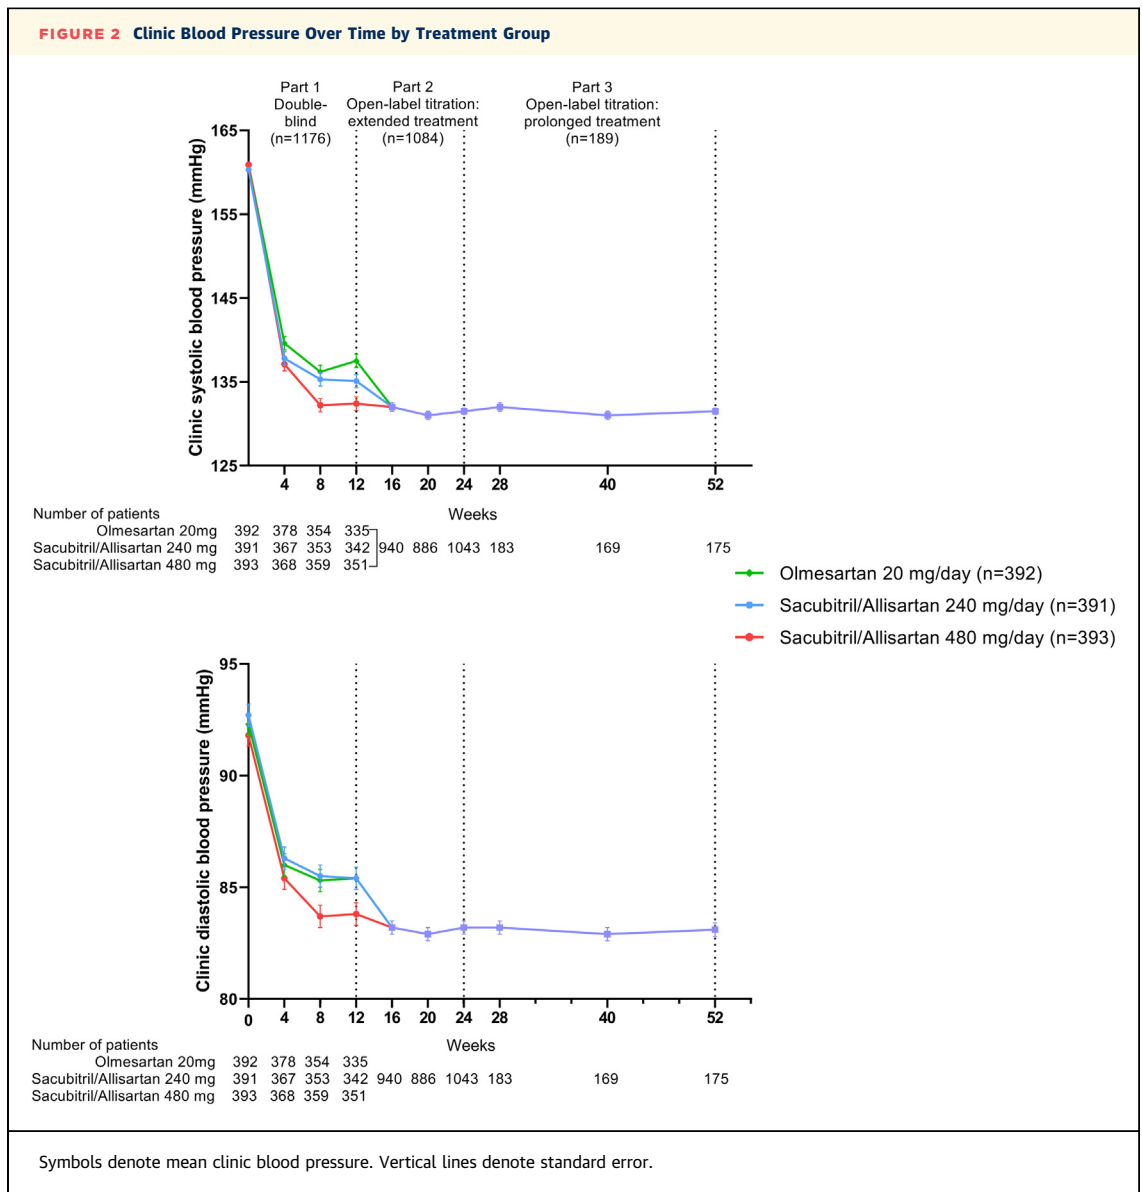 FIGURE 2 Clinic Blood Pressure Over Time by Treatment Group
Part 1
Double-
blind
(n=1176)
Part 2
Open-label titration:
extended treatment
(n=1084)
Part 3
Open-label titration:
prolonged treatment
(n=189)
Clinic systolic blood pressure (mmHg)
165
155
145
135
125
4 8 12 16 20 24 28 40 52
Weeks
Number of patients
Olmesartan 20mg 392 378 354 335
Sacubitril/Allisartan 240 mg 391 367 353 342 940 886 1043 183 169 175
Sacubitril/Allisartan 480 mg 393 368 359 351
Olmesartan 20 mg/day (n=392)
Sacubitril/Allisartan 240 mg/day (n=391)
Sacubitril/Allisartan 480 mg/day (n=393)
Clinic diastolic blood pressure (mmHg)
95
90
85
80
0 4 8 12 16 20 24 28 40 52
Weeks
Number of patients
Olmesartan 20mg 392 378 354 335
Sacubitril/Allisartan 240 mg 391 367 353 342 940 886 1043 183 169 175
Sacubitril/Allisartan 480 mg 393 368 359 351
Symbols denote mean clinic blood pressure. Vertical lines denote standard error.